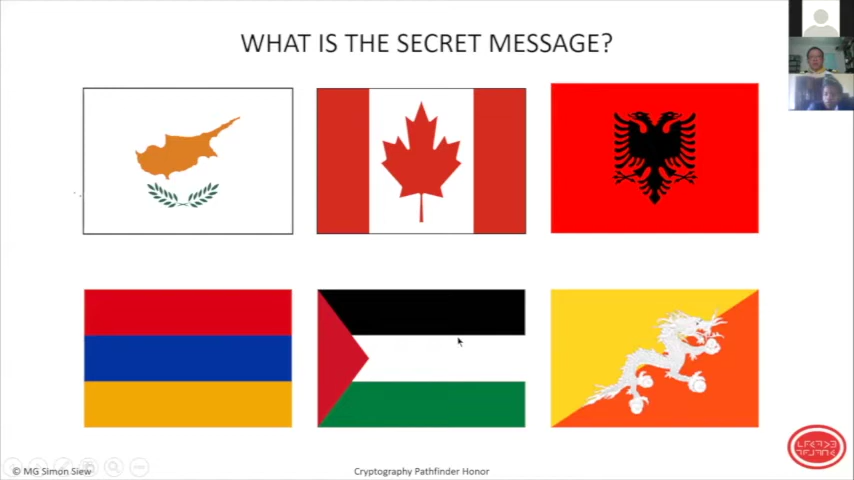 WHAT IS THE SECRET MESSAGE?
© MG Simon Siew
Cryptography Pathfinder Honor